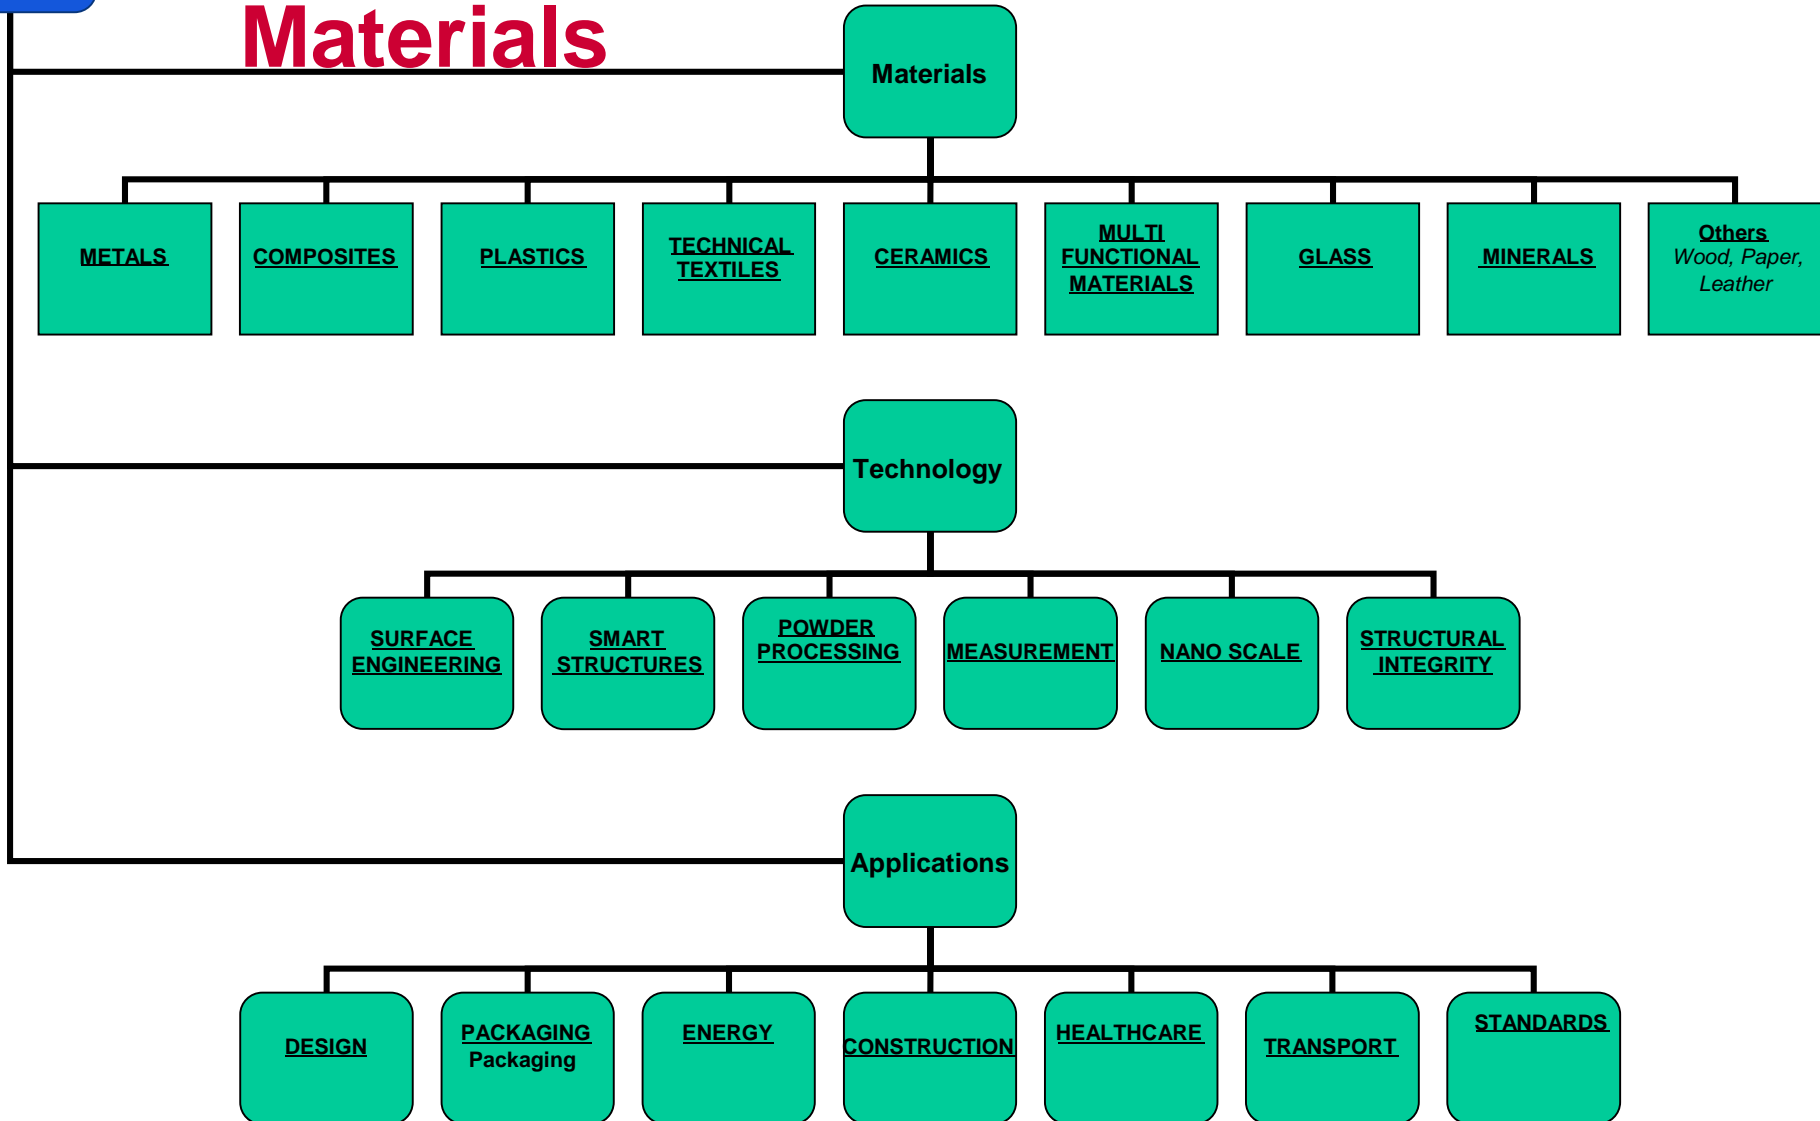 Materials
Materials
METALS
COMPOSITES
PLASTICS
TECHNICAL
TEXTILES
CERAMICS
MULTI
FUNCTIONAL
MATERIALS
GLASS
MINERALS
Others
Wood, Paper,
Leather
Technology
SURFACE
ENGINEERING
SMART
STRUCTURES
POWDER
PROCESSING
MEASUREMENT
NANO SCALE
STRUCTURAL
INTEGRITY
Applications
DESIGN
PACKAGING
Packaging
ENERGY
CONSTRUCTION
HEALTHCARE
TRANSPORT
STANDARDS